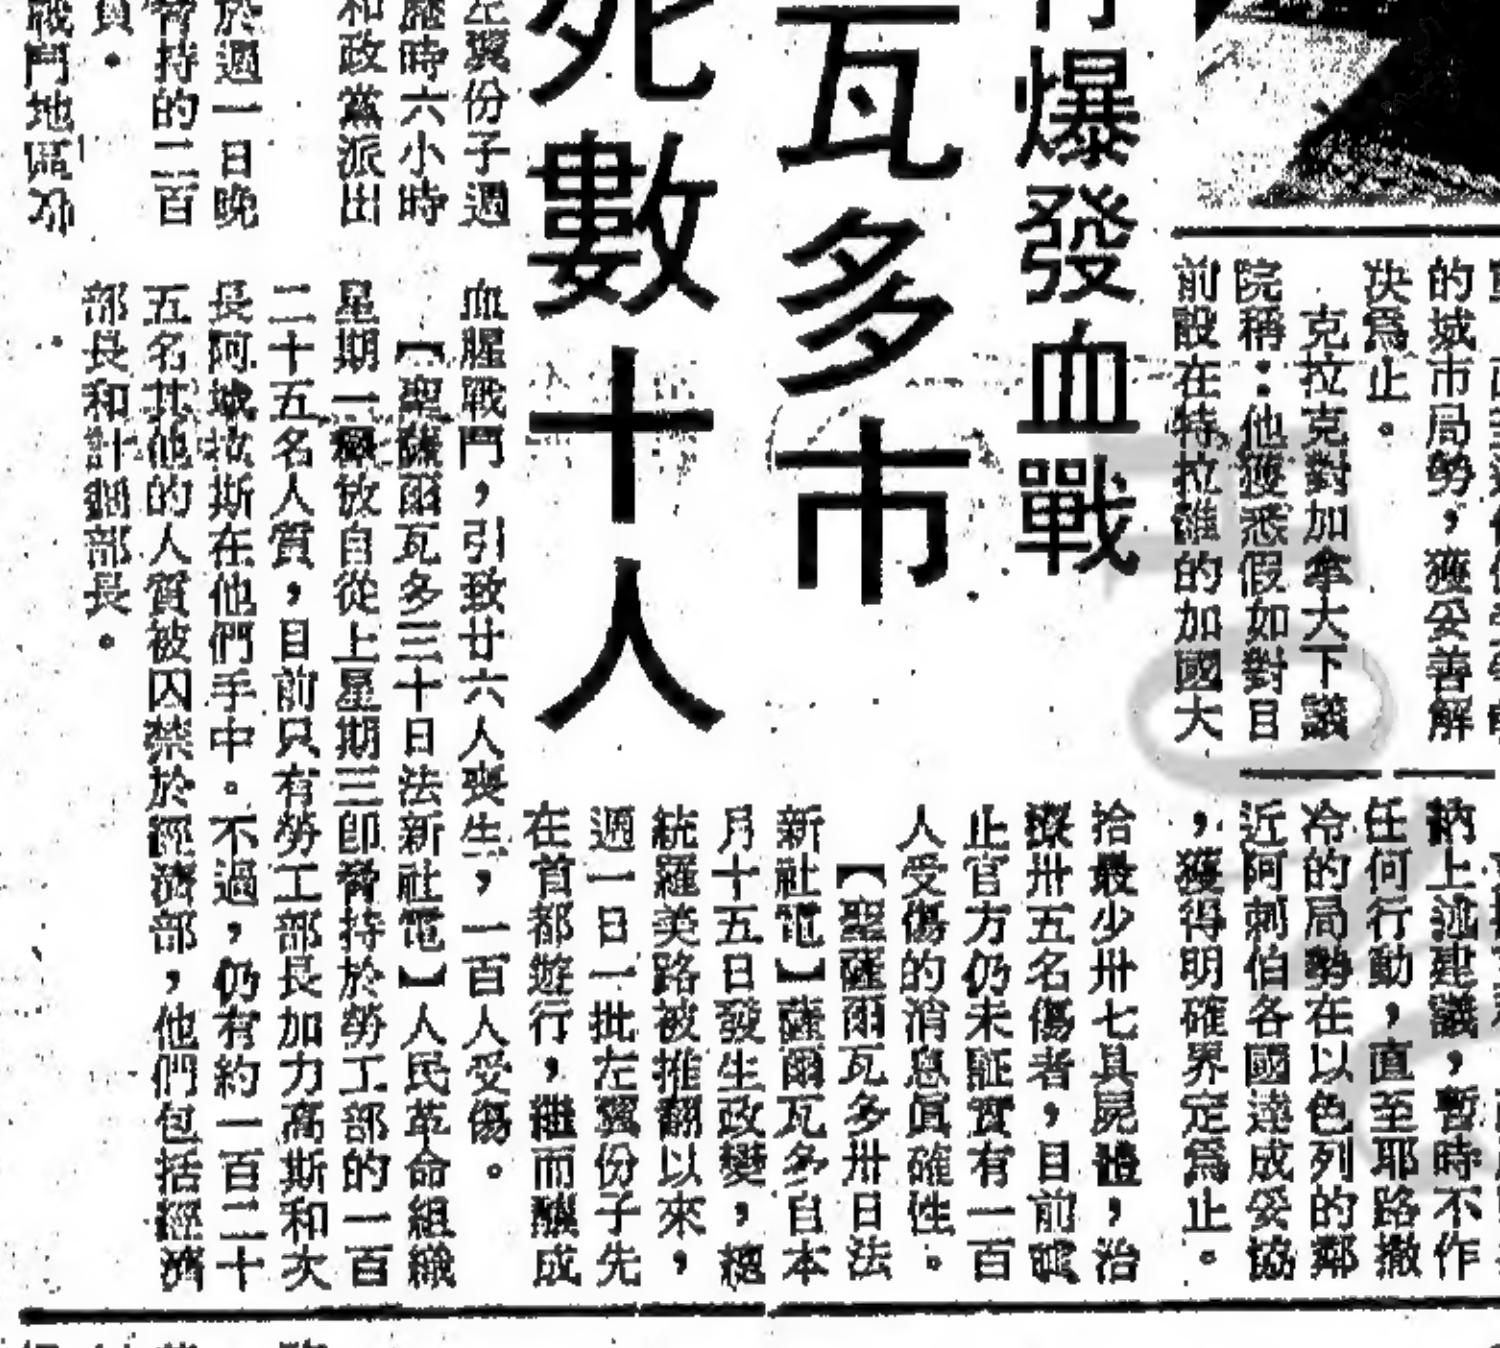 的城市局勢，獲妥善解
决爲止。
克拉克對加拿大下議
院稱：他獲悉假如對目
前設在特拉維的加國大
納上述建議，暫時不作
任何行動，直至耶路撒
冷的局勢在以色列的鄰
近阿刺伯各國達成妥協
，獲得明確界定爲止。
爆發血戰
瓦多市
死數十人
拾最少卅七具屍體，治
療卅五名傷者，目前
止官方仍未証實有一百
人受傷的消息眞確性。
【聖薩爾瓦多卅日法
新社電】薩爾瓦多自本
月十五日發生政變，總
統羅美路被推翻以來，
週一日一批左翼份子先
在首都遊行，繼而釀成
左翼份子週
歷時六小時
和政黨派出
於週一日晚
脅持的二百
員。
戰鬥地區
血腥戰鬥，引致廿六人喪生，一百人受傷。
【聖薩爾瓦多三十日法新社電】人民革命組織
星期一釋放自從上星期三即脅持於勞工部的一百
二十五名人質，目前只有勞工部長加力高斯和次
長阿城拉斯在他們手中。不過，仍有約一百二十
五名其他的人質被囚禁於經濟部，他們包括經濟
部長和計劃部長。